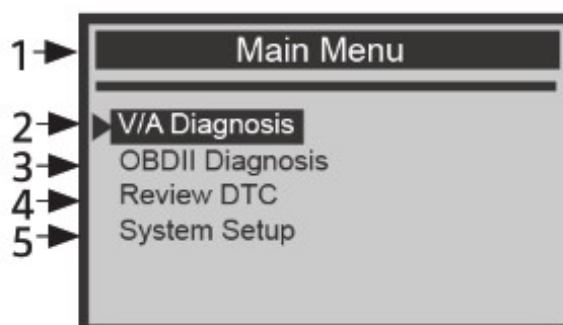 1 Main Menu
2 V/A Diagnosis
3 OBDII Diagnosis
4 Review DTC
5 System Setup